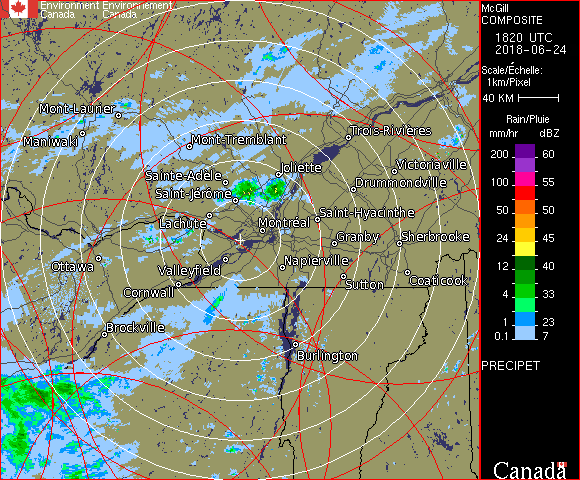 Environment Environnement
Canada Canada
McGill
COMPOSITE
1820 UTC
2018-06-24
Scale/Échelle:
1km/Pixel
40 KM
Rain/Pluie
mm/hr dBZ
200 60
100 55
50 50
24 45
12 40
4 33
1 23
0.1 7
PRECIPET
Canada
Mont-Laurier
Maniwaki
Mont-Tremblant
Trois-Rivières
Sainte-Adèle
Joliette
Victoriaville
Saint-Jérôme
Drummondville
Lachute
Montréal
Saint-Hyacinthe
Granby
Sherbrooke
Ottawa
Valleyfield
Napierville
Cornwall
Sutton
Coaticook
Brockville
Burlington